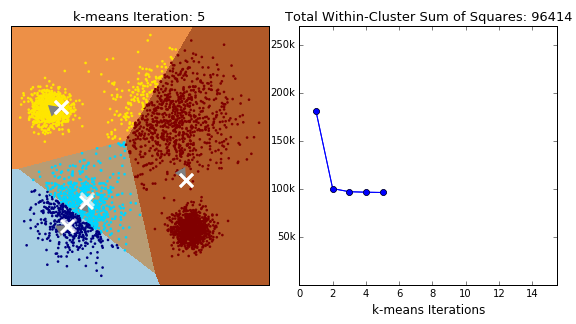 k-means Iteration: 5
Total Within-Cluster Sum of Squares: 96414
250k
200k
150k
100k
50k
0 2 4 6 8 10 12 14
k-means Iterations